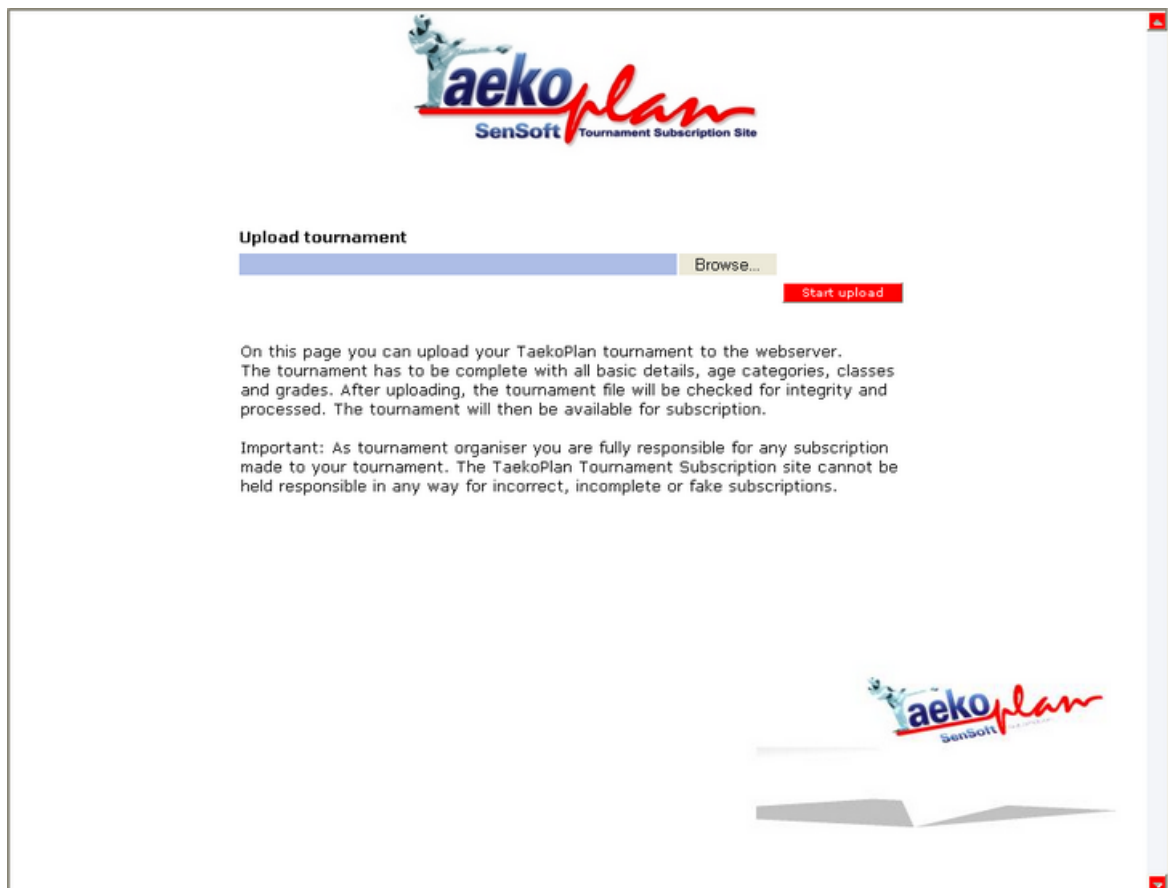 Taekoplan
SenSoft Tournament Subscription Site
Upload tournament
Browse...
Start upload
On this page you can upload your TaekoPlan tournament to the webserver.
The tournament has to be complete with all basic details, age categories, classes
and grades. After uploading, the tournament file will be checked for integrity and
processed. The tournament will then be available for subscription.
Important: As tournament organiser you are fully responsible for any subscription
made to your tournament. The TaekoPlan Tournament Subscription site cannot be
held responsible in any way for incorrect, incomplete or fake subscriptions.
Taekoplan
SenSoft